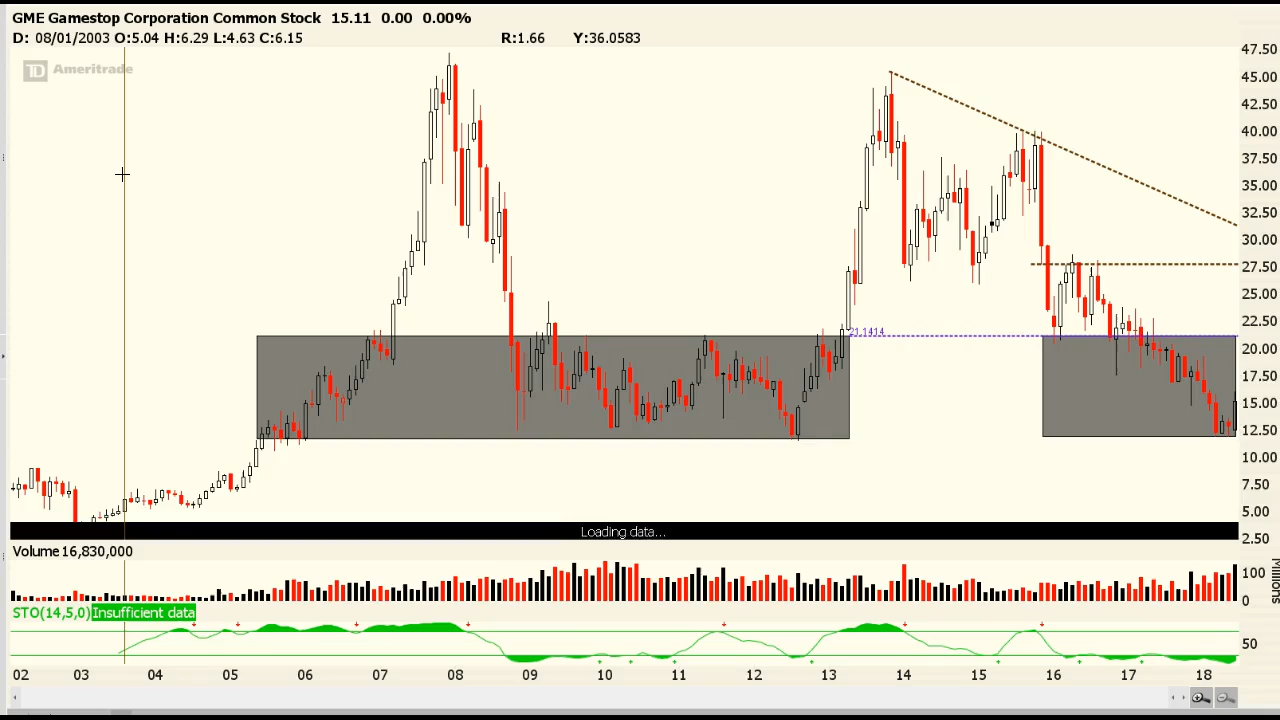 GME Gamestop Corporation Common Stock 15.11 0.00 0.00%
D: 08/01/2003 O:5.04 H:6.29 L:4.63 C:6.15 R:1.66 Y:36.0583
TD Ameritrade
47.50
45.00
42.50
40.00
37.50
35.00
32.50
30.00
27.50
25.00
22.50
21.1414
20.00
17.50
15.00
12.50
10.00
7.50
5.00
Loading data...
2.50
Volume 16,830,000
100
Millions
0
STO(14,5,0) Insufficient data
50
02 03 04 05 06 07 08 09 10 11 12 13 14 15 16 17 18